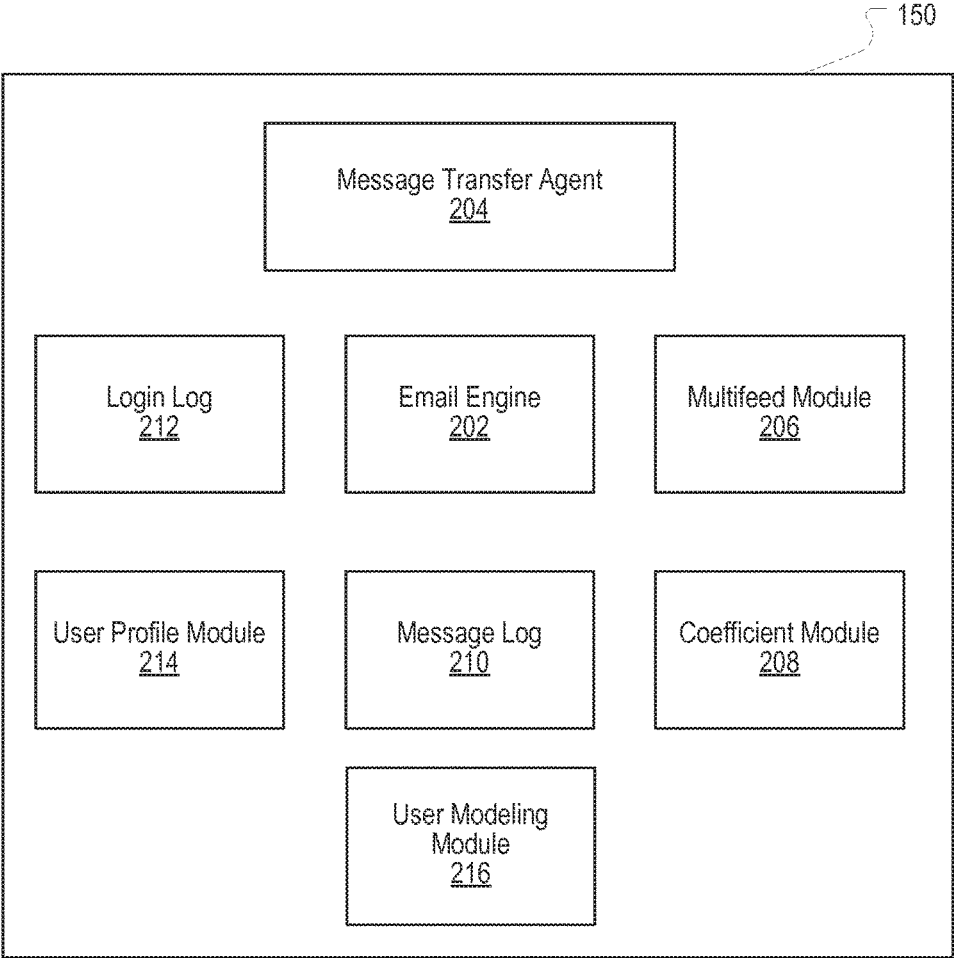 150
Message Transfer Agent
204
Login Log
212
Email Engine
202
Multifeed Module
206
User Profile Module
214
Message Log
210
Coefficient Module
208
User Modeling
Module
216